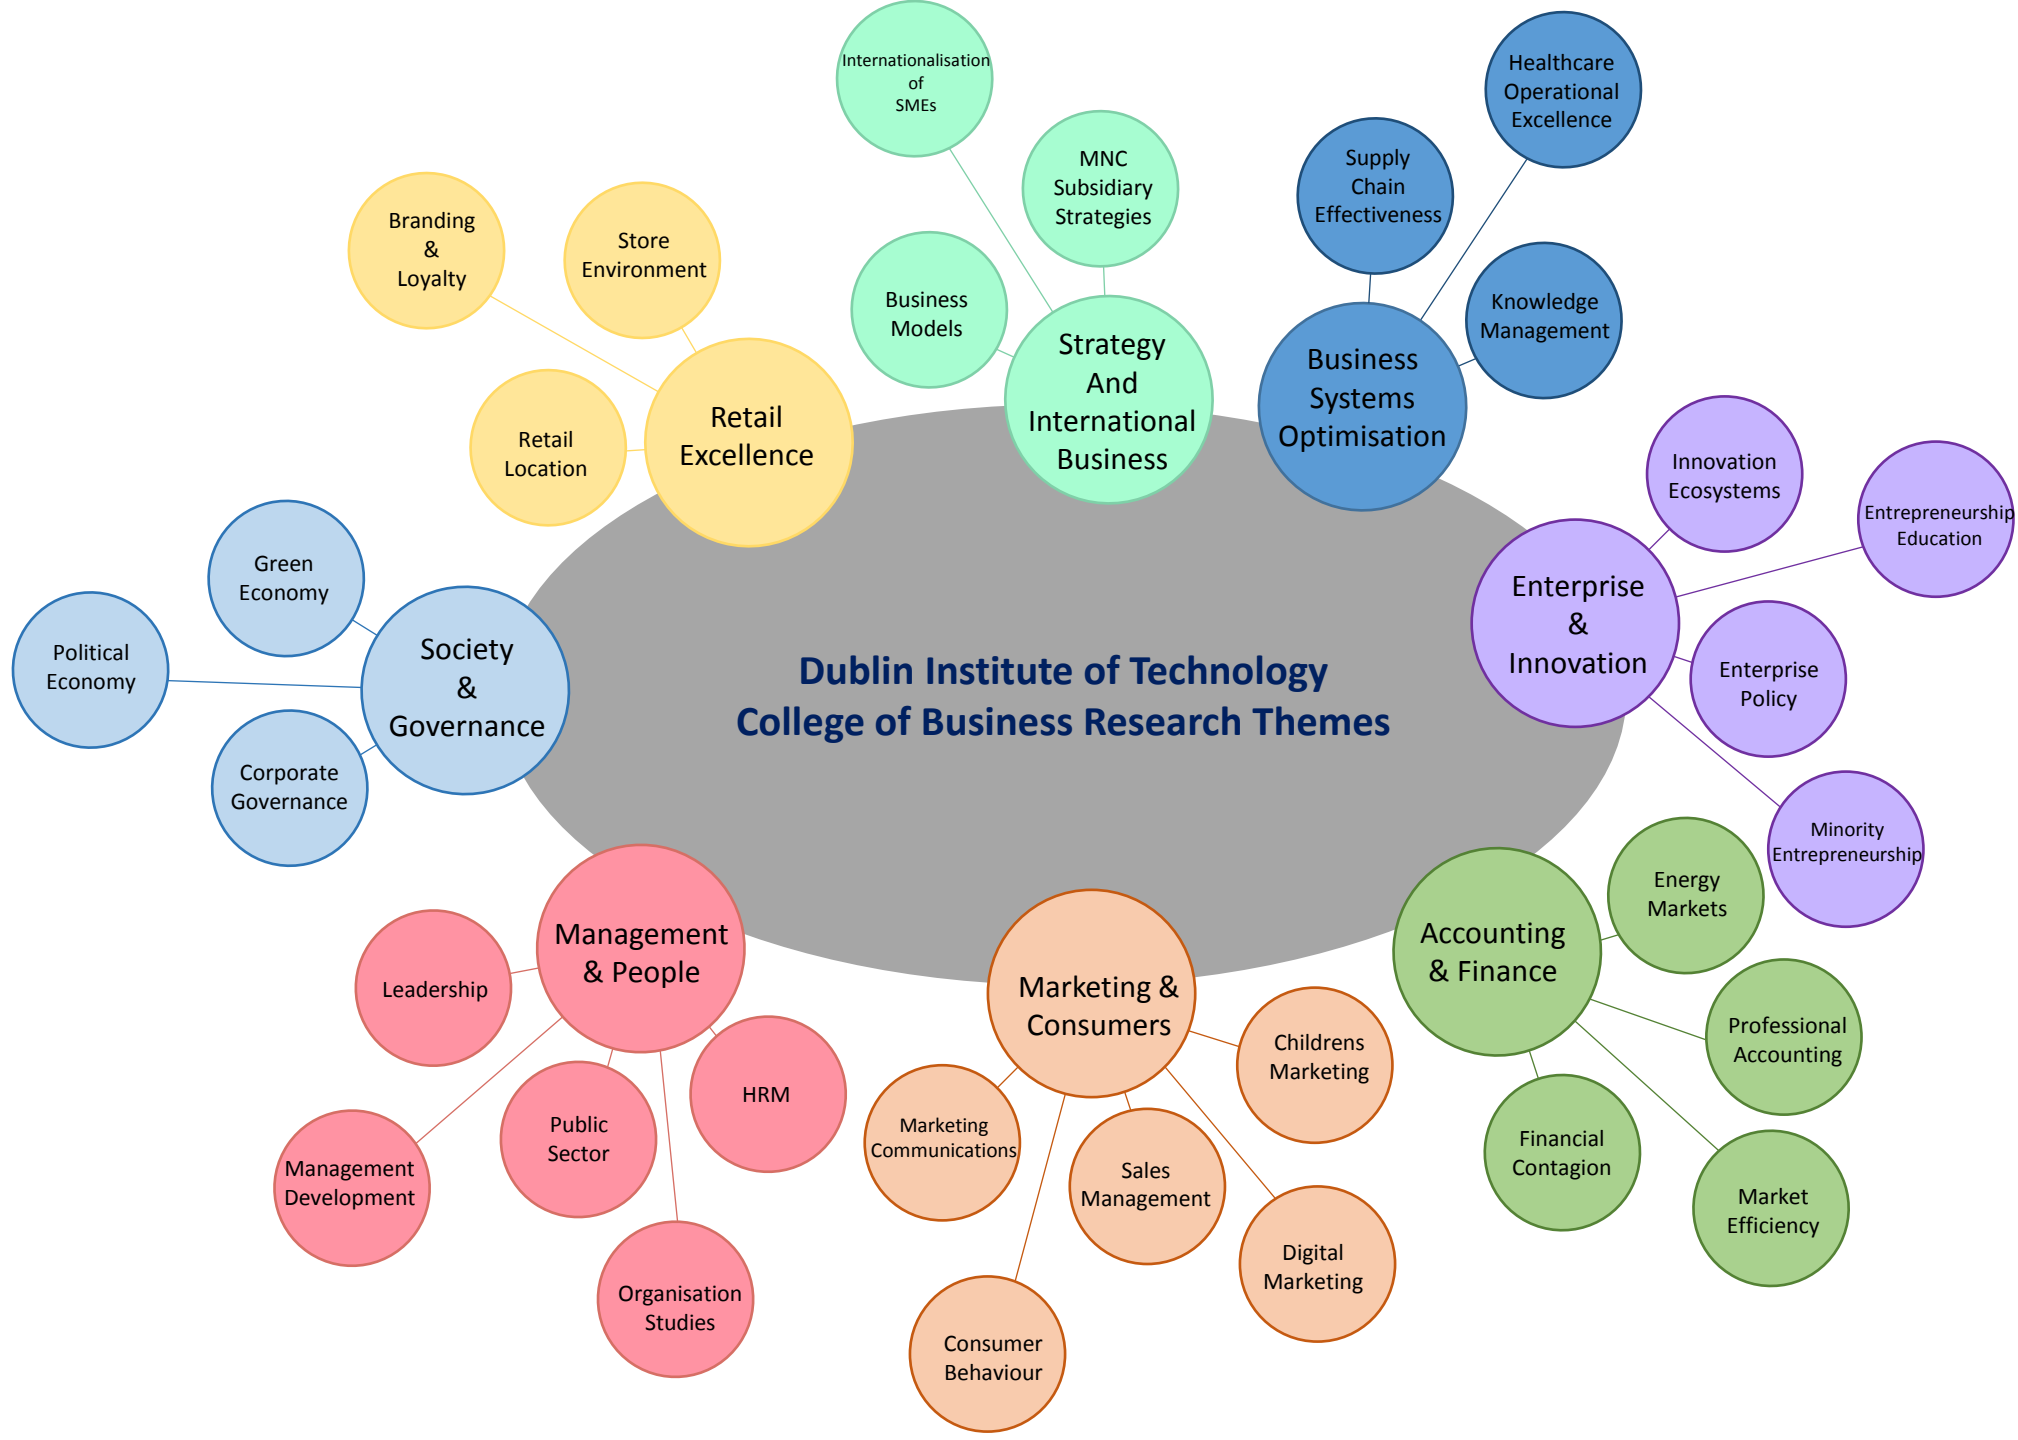 Dublin Institute of Technology
College of Business Research Themes
Internationalisation
of
SMEs
MNC
Subsidiary
Strategies
Business
Models
Strategy
And
International
Business
Healthcare
Operational
Excellence
Supply
Chain
Effectiveness
Knowledge
Management
Business
Systems
Optimisation
Innovation
Ecosystems
Entrepreneurship
Education
Enterprise
Policy
Minority
Entrepreneurship
Enterprise
&
Innovation
Energy
Markets
Professional
Accounting
Market
Efficiency
Financial
Contagion
Accounting
& Finance
Childrens
Marketing
Digital
Marketing
Sales
Management
Consumer
Behaviour
Marketing
Communications
Marketing &
Consumers
HRM
Organisation
Studies
Public
Sector
Management
Development
Leadership
Management
& People
Corporate
Governance
Political
Economy
Green
Economy
Society
&
Governance
Retail
Location
Branding
&
Loyalty
Store
Environment
Retail
Excellence